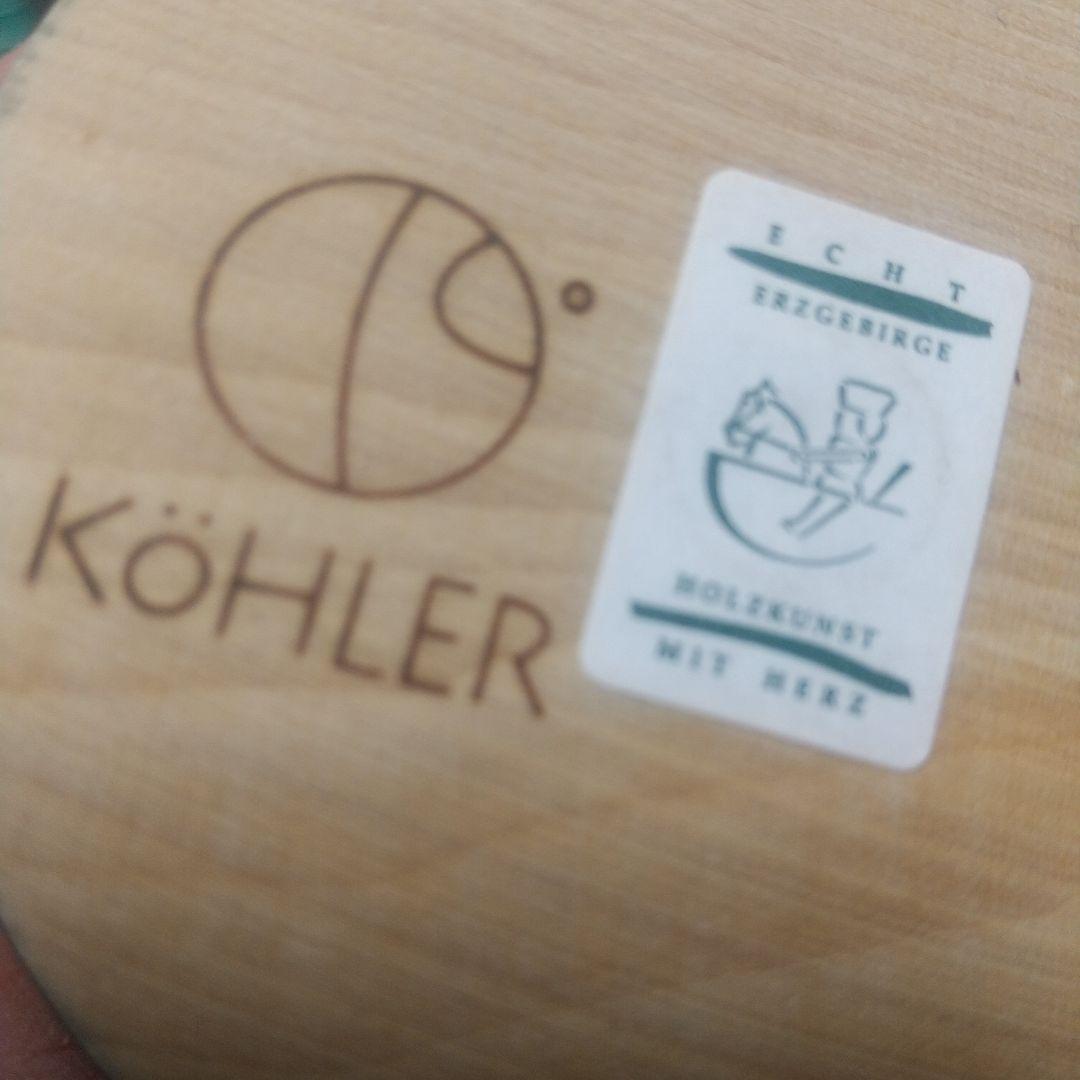 KÖHLER
ECHT
ERZGEBIRGE
HOLZKUNST
MIT HERZ